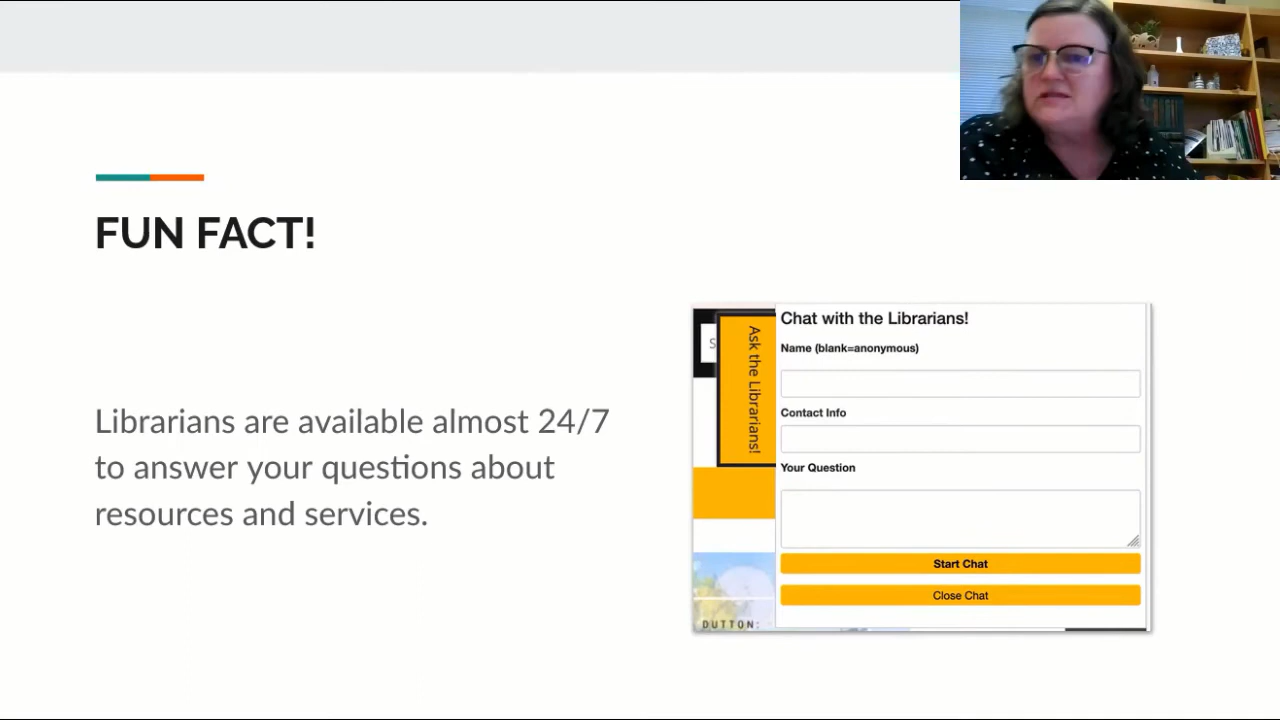 FUN FACT!
Librarians are available almost 24/7
to answer your questions about
resources and services.
S
Ask the Librarians!
Chat with the Librarians!
Name (blank=anonymous)
Contact Info
Your Question
Start Chat
Close Chat
DUTTON: